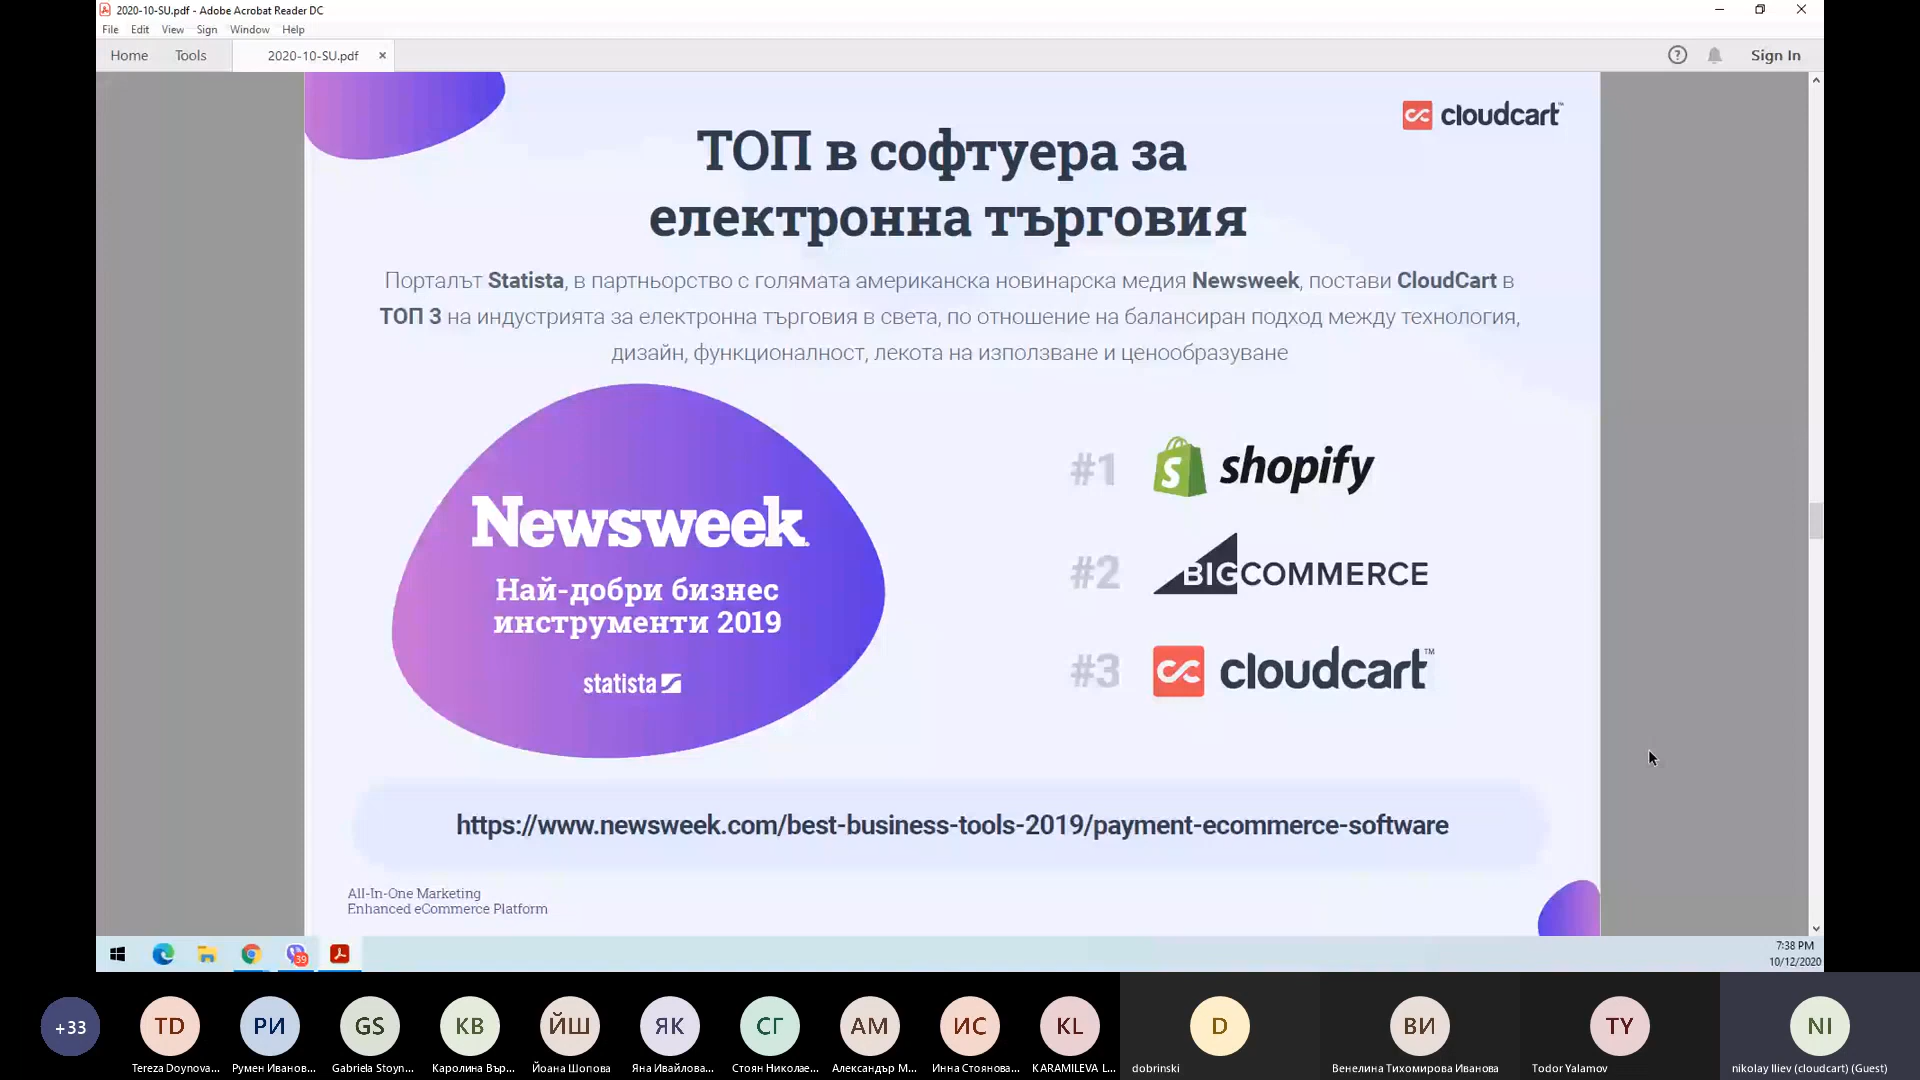 2020-10-SU.pdf - Adobe Acrobat Reader DC
File Edit View Sign Window Help
Home Tools 2020-10-SU.pdf × Sign In
cloudcart™
ТОП в софтуера за
електронна търговия
Порталът Statista, в партньорство с голямата американска новинарска медия Newsweek, постави CloudCart в
ТОП 3 на индустрията за електронна търговия в света, по отношение на балансиран подход между технология,
дизайн, функционалност, лекота на използване и ценообразуване
Newsweek
Най-добри бизнес
инструменти 2019
statista
#1 shopify
#2 BIGCOMMERCE
#3 cloudcart™
https://www.newsweek.com/best-business-tools-2019/payment-ecommerce-software
All-In-One Marketing
Enhanced eCommerce Platform
39
7:38 PM
10/12/2020
+33 TD РИ GS КВ ЙШ ЯК СГ АМ ИС KL D ВИ TY NI
Tereza Doynova... Румен Иванов... Gabriela Stoyn... Каролина Вър... Йоана Шопова Яна Ивайлова... Стоян Николае... Александър М... Инна Стоянова... KARAMILEVA L... dobrinski Венелина Тихомирова Иванова Todor Yalamov nikolay Iliev (cloudcart) (Guest)